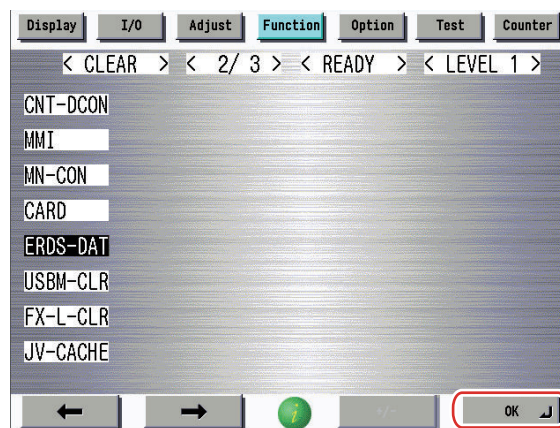 Display I/O Adjust Function Option Test Counter
< CLEAR > < 2/ 3 > < READY > < LEVEL 1 >
CNT-DCON
MMI
MN-CON
CARD
ERDS-DAT
USBM-CLR
FX-L-CLR
JV-CACHE
+/- OK